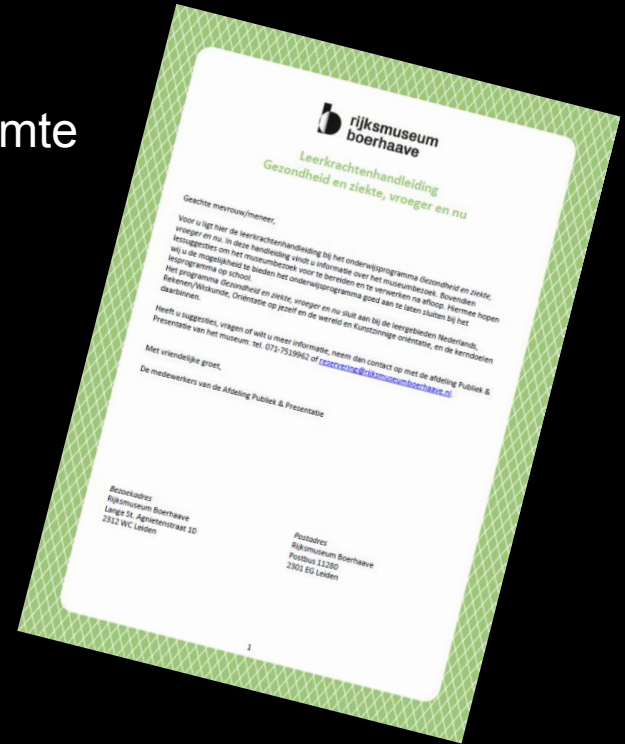 mte
rijksmuseum
boerhaave
Leerkrachtenhandleiding
Gezondheid en ziekte, vroeger en nu
Geachte mevrouw/meneer,
Voor u ligt hier de leerkrachtenhandleiding bij het onderwijsprogramma Gezondheid en ziekte,
vroeger en nu. In deze handleiding vindt u informatie over het museumbezoek. Bovendien
lessuggesties om het museumbezoek voor te bereiden en te verwerken na afloop. Hiermee hopen
wij u de mogelijkheid te bieden het onderwijsprogramma goed aan te laten sluiten bij het
lesprogramma op school.
Het programma Gezondheid en ziekte, vroeger en nu sluit aan bij de leergebieden Nederlands,
Rekenen/Wiskunde, Oriëntatie op jezelf en de wereld en Kunstzinnige oriëntatie, en de kerndoelen
daarbinnen.
Heeft u suggesties, vragen of wilt u meer informatie, neem dan contact op met de afdeling Publiek &
Presentatie van het museum: tel. 071-7519962 of reservering@rijksmuseumboerhaave.nl.
Met vriendelijke groet,
De medewerkers van de Afdeling Publiek & Presentatie
Bezoekadres
Rijksmuseum Boerhaave
Lange St. Agnietenstraat 10
2312 WC Leiden
Postadres
Rijksmuseum Boerhaave
Postbus 11280
2301 EG Leiden
1